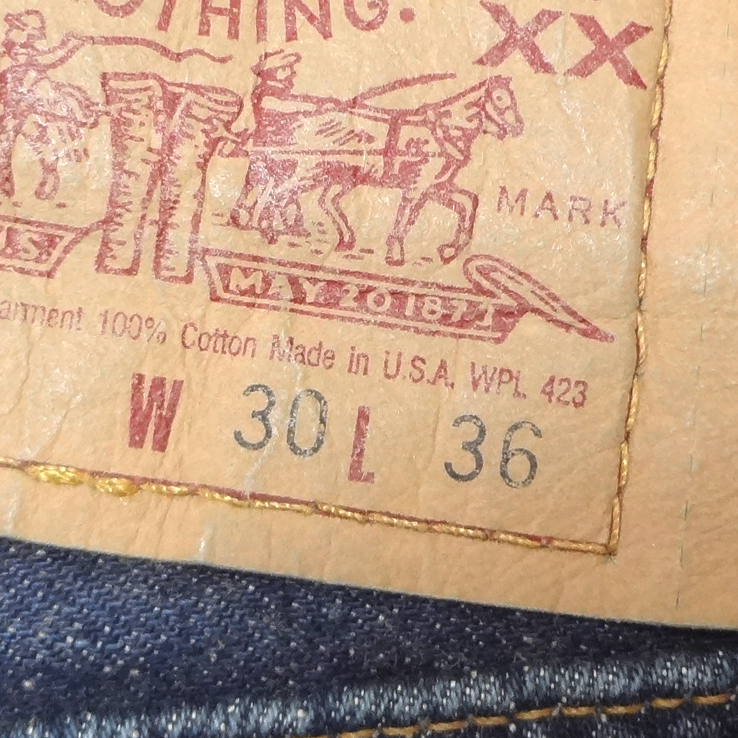 OTHING.
XX
MARK
.S.
MAY 20 1873
arment 100% Cotton Made in U.S.A. WPL 423
W 30 L 36